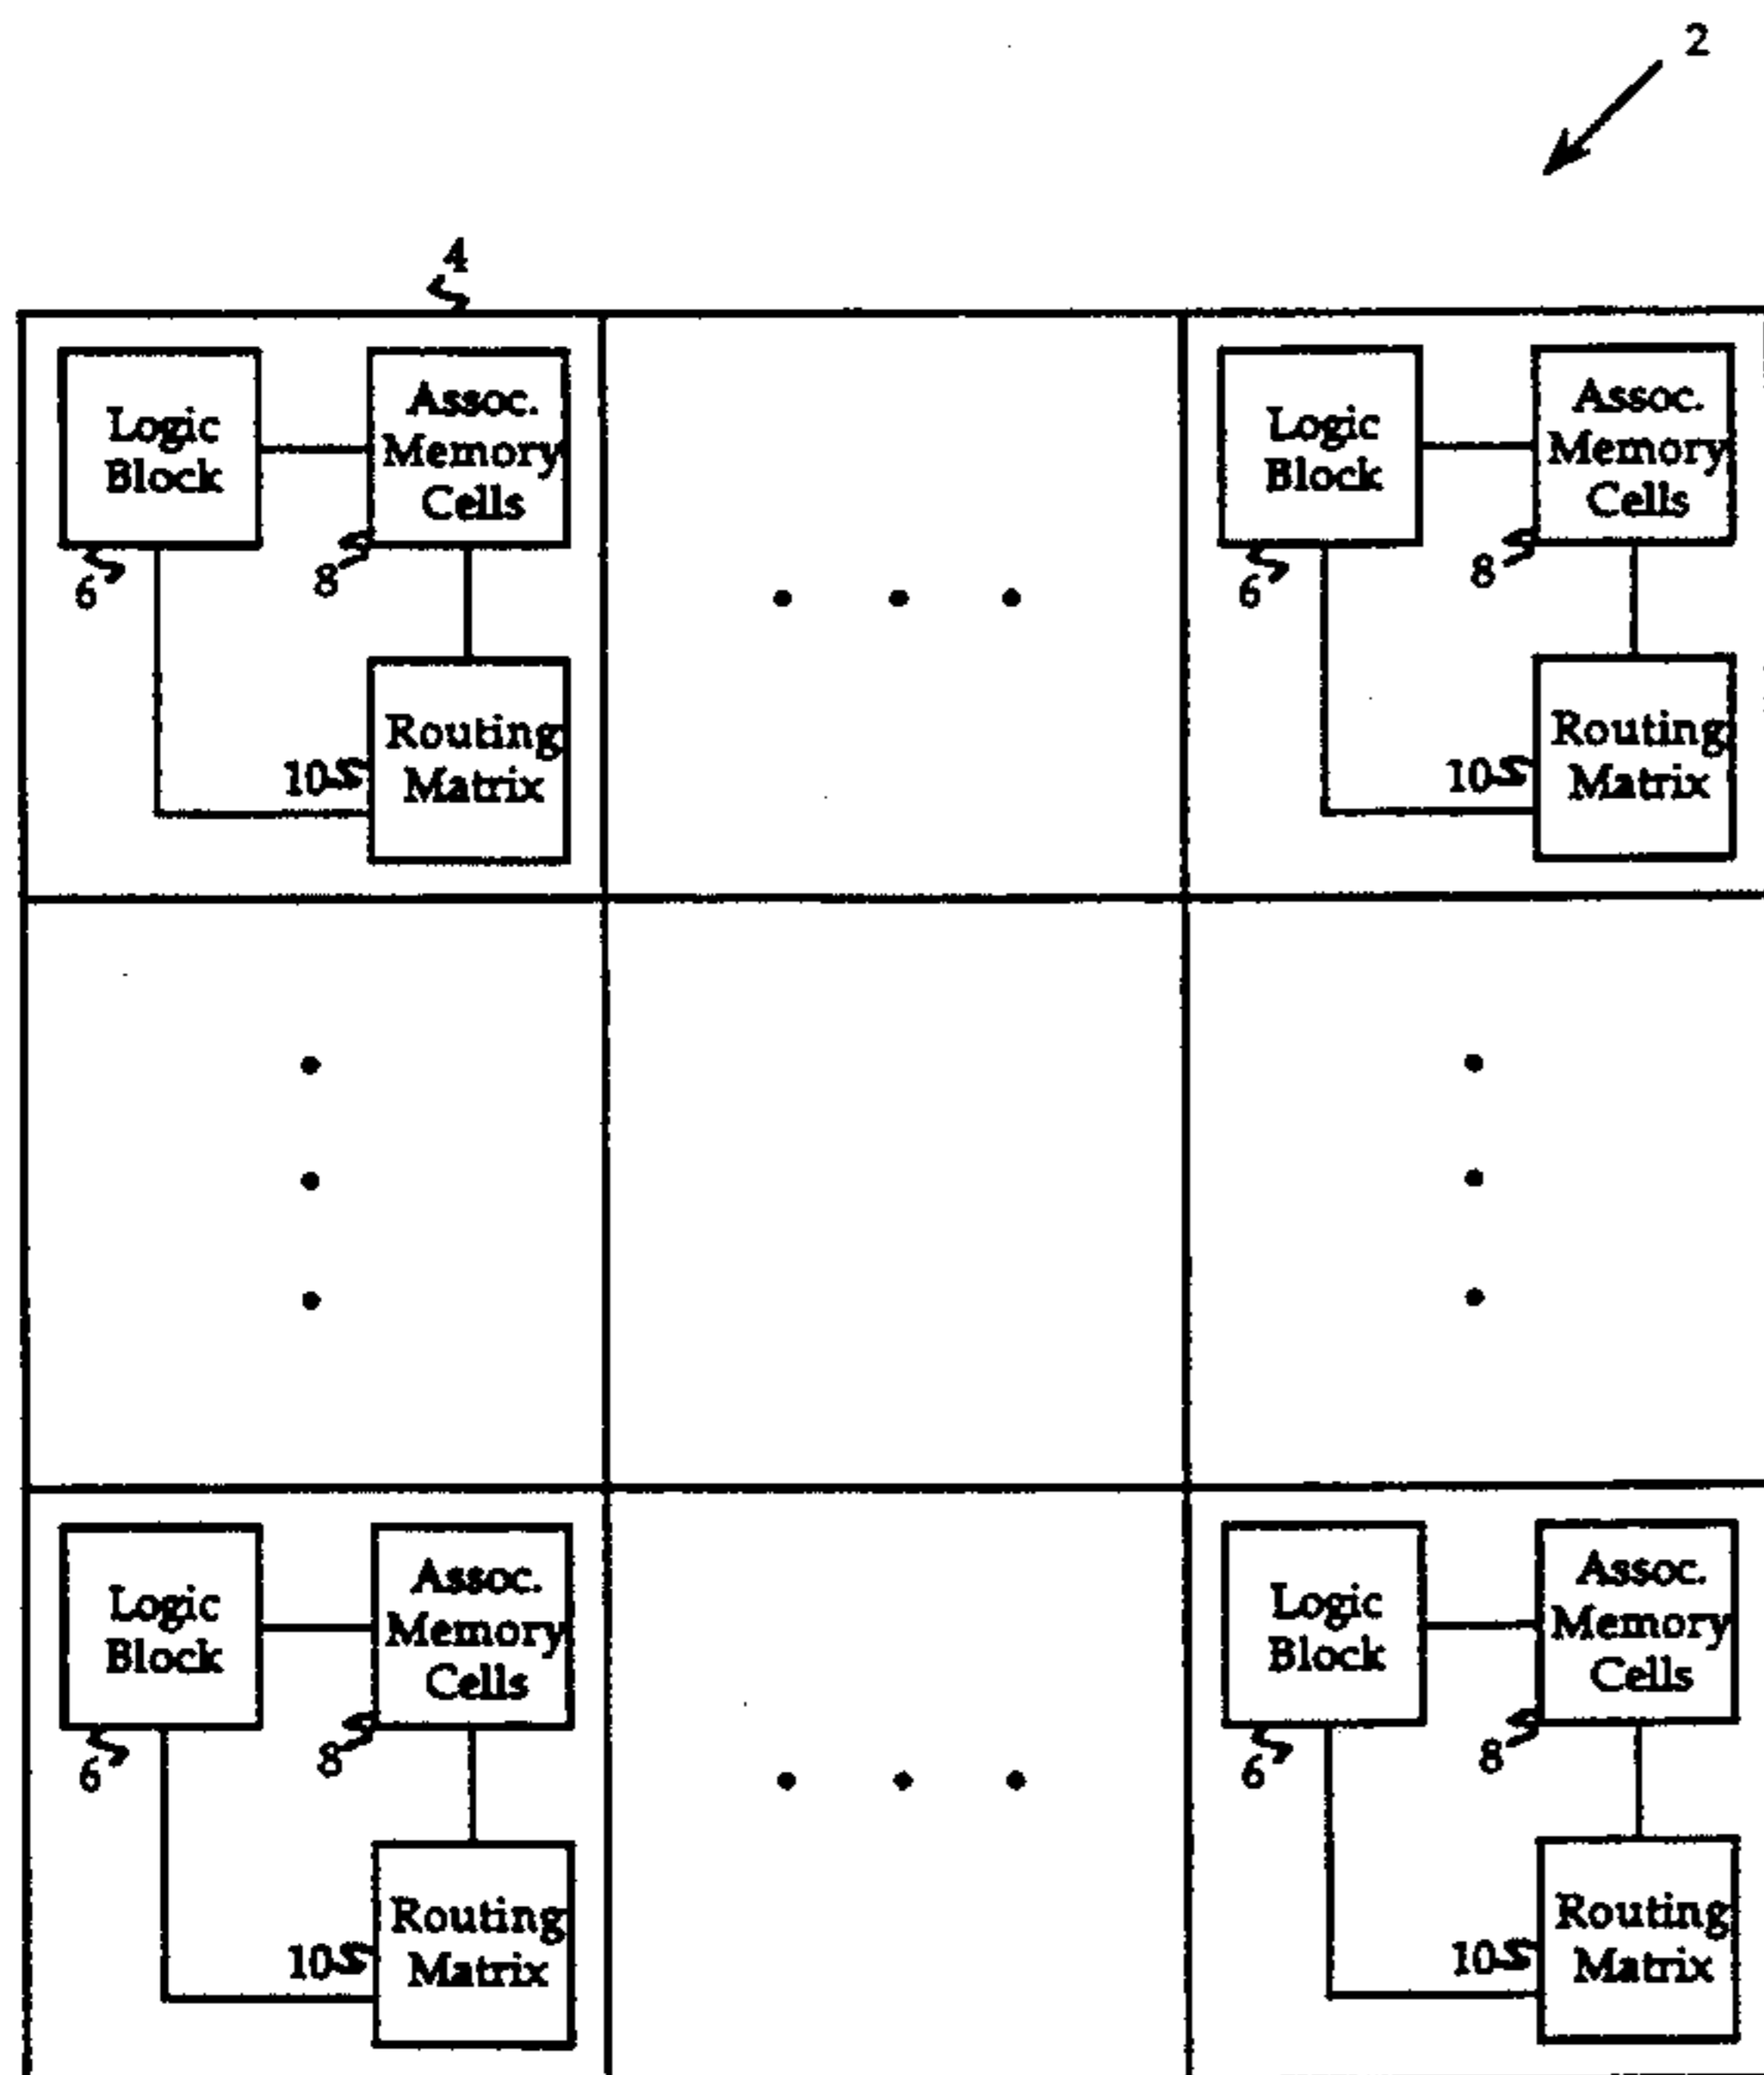 2
4
Logic
Block
6
Assoc.
Memory
Cells
8
Routing
Matrix
10
Logic
Block
6
Assoc.
Memory
Cells
8
Routing
Matrix
10
Logic
Block
6
Assoc.
Memory
Cells
8
Routing
Matrix
10
Logic
Block
6
Assoc.
Memory
Cells
8
Routing
Matrix
10